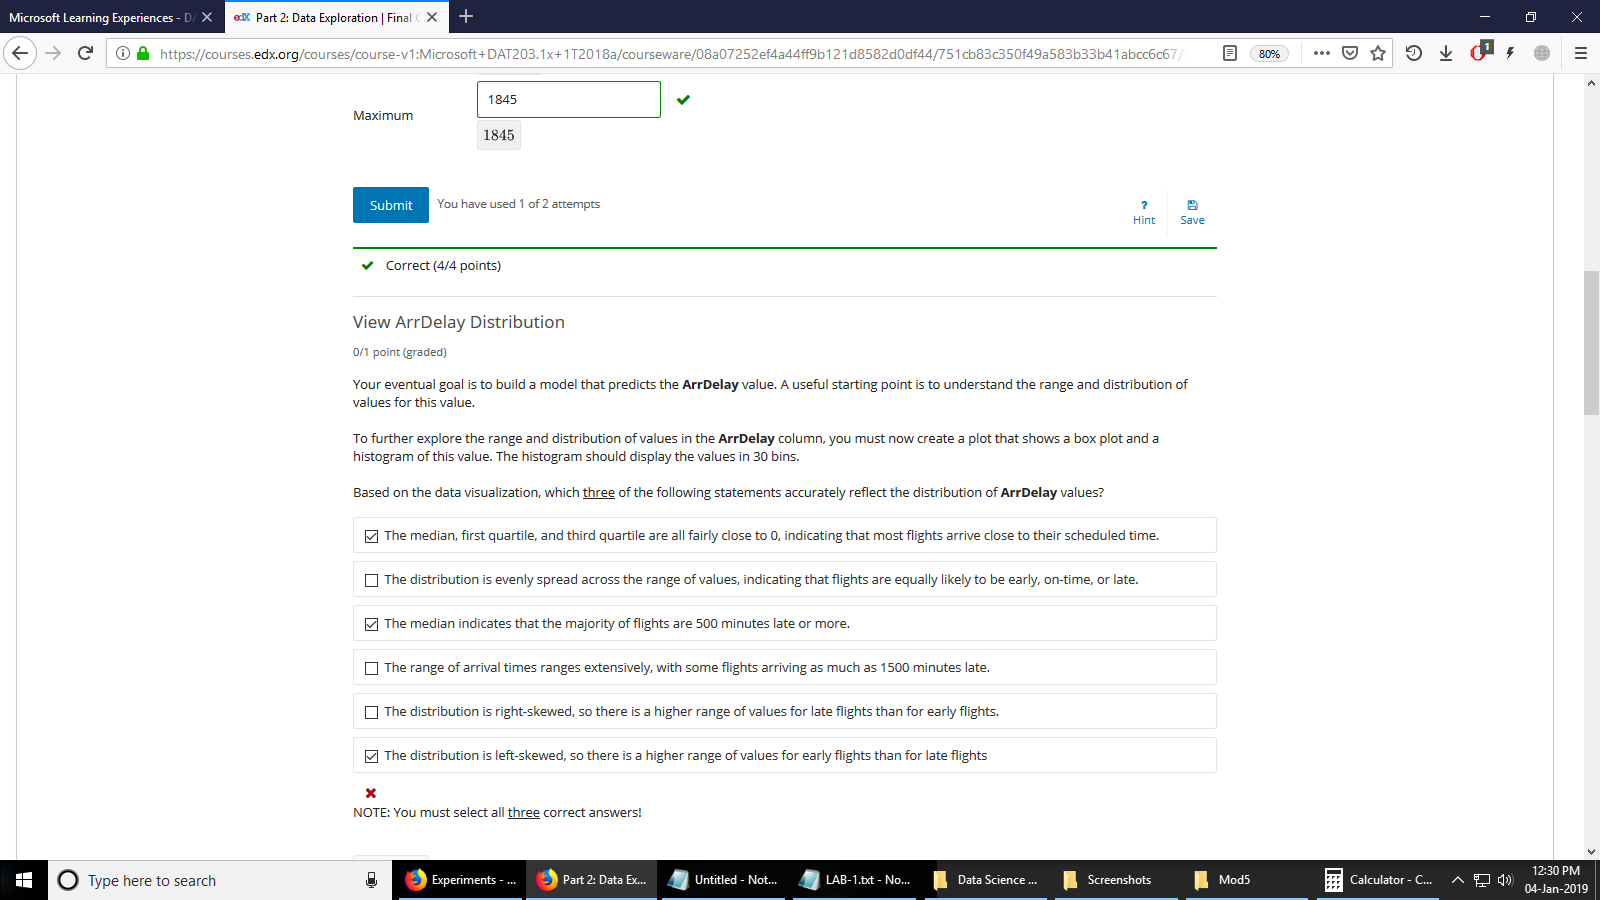 Microsoft Learning Experiences - D
edX Part 2: Data Exploration | Final C
https://courses.edx.org/courses/course-v1:Microsoft+DAT203.1x+1T2018a/courseware/08a07252ef4a44ff9b121d8582d0df44/751cb83c350f49a583b33b41abcc6c67/
80%
1
1845
Maximum
1845
Submit
You have used 1 of 2 attempts
? Hint
Save
Correct (4/4 points)
View ArrDelay Distribution
0/1 point (graded)
Your eventual goal is to build a model that predicts the ArrDelay value. A useful starting point is to understand the range and distribution of
values for this value.
To further explore the range and distribution of values in the ArrDelay column, you must now create a plot that shows a box plot and a
histogram of this value. The histogram should display the values in 30 bins.
Based on the data visualization, which three of the following statements accurately reflect the distribution of ArrDelay values?
The median, first quartile, and third quartile are all fairly close to 0, indicating that most flights arrive close to their scheduled time.
The distribution is evenly spread across the range of values, indicating that flights are equally likely to be early, on-time, or late.
The median indicates that the majority of flights are 500 minutes late or more.
The range of arrival times ranges extensively, with some flights arriving as much as 1500 minutes late.
The distribution is right-skewed, so there is a higher range of values for late flights than for early flights.
The distribution is left-skewed, so there is a higher range of values for early flights than for late flights
NOTE: You must select all three correct answers!
Type here to search
Experiments - ...
Part 2: Data Ex...
Untitled - Not...
LAB-1.txt - No...
Data Science ...
Screenshots
Mod5
Calculator - C...
12:30 PM
04-Jan-2019